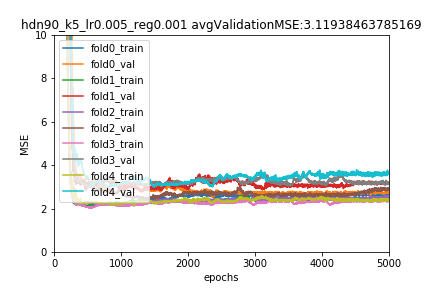 hdn90_k5_lr0.005_reg0.001 avgValidationMSE:3.11938463785169
10
8
6
4
2
0
MSE
fold0_train
fold0_val
fold1_train
fold1_val
fold2_train
fold2_val
fold3_train
fold3_val
fold4_train
fold4_val
0 1000 2000 3000 4000 5000
epochs